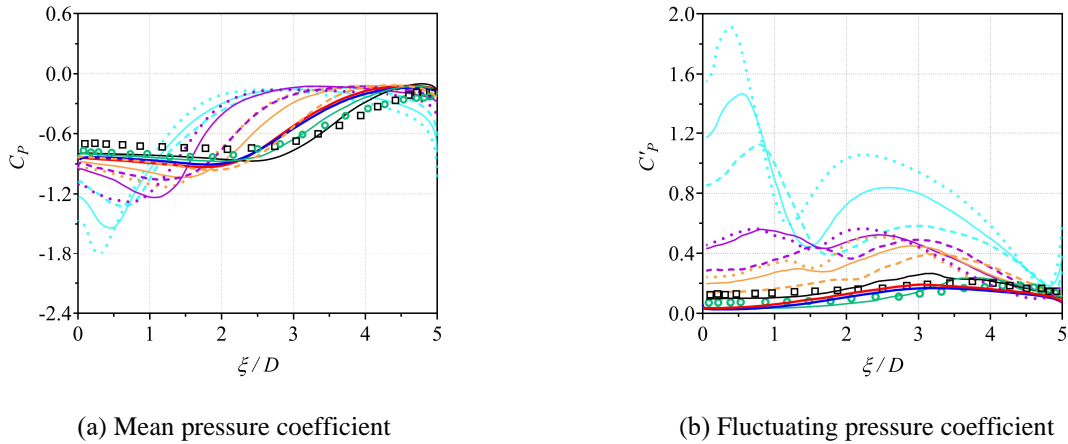 0.6
0.0
-0.6
-1.2
-1.8
-2.4
C_P
0 1 2 3 4 5
ξ / D
(a) Mean pressure coefficient
2.0
1.6
1.2
0.8
0.4
0.0
C'_P
0 1 2 3 4 5
ξ / D
(b) Fluctuating pressure coefficient